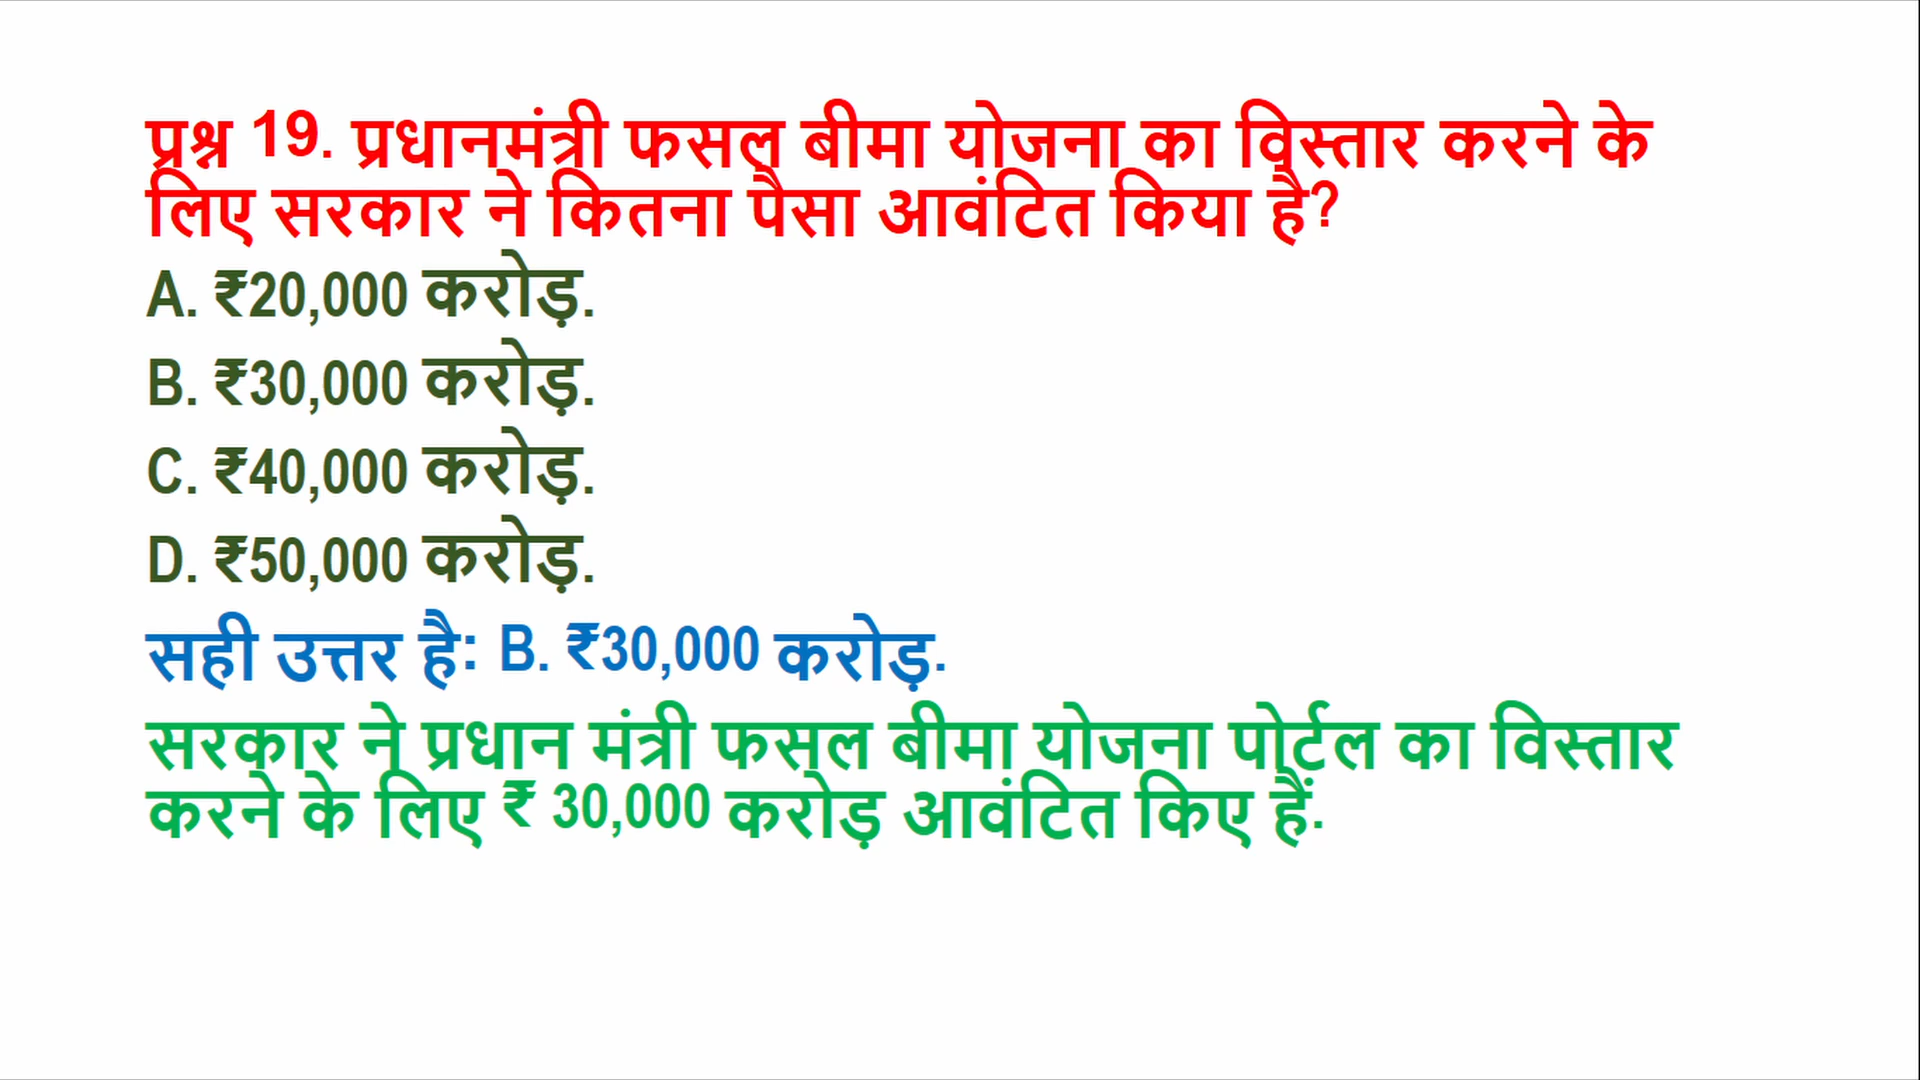 प्रश्न 19. प्रधानमंत्री फसल बीमा योजना का विस्तार करने के
लिए सरकार ने कितना पैसा आवंटित किया है?
A. ₹20,000 करोड़.
B. ₹30,000 करोड़.
C. ₹40,000 करोड़.
D. ₹50,000 करोड़.
सही उत्तर है: B. ₹30,000 करोड़.
सरकार ने प्रधान मंत्री फसल बीमा योजना पोर्टल का विस्तार
करने के लिए ₹ 30,000 करोड़ आवंटित किए हैं.